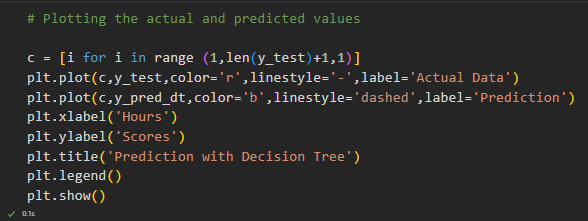 # Plotting the actual and predicted values
c = [i for i in range (1,len(y_test)+1,1)]
plt.plot(c,y_test,color='r',linestyle='-',label='Actual Data')
plt.plot(c,y_pred_dt,color='b',linestyle='dashed',label='Prediction')
plt.xlabel('Hours')
plt.ylabel('Scores')
plt.title('Prediction with Decision Tree')
plt.legend()
plt.show()
✓ 0.1s